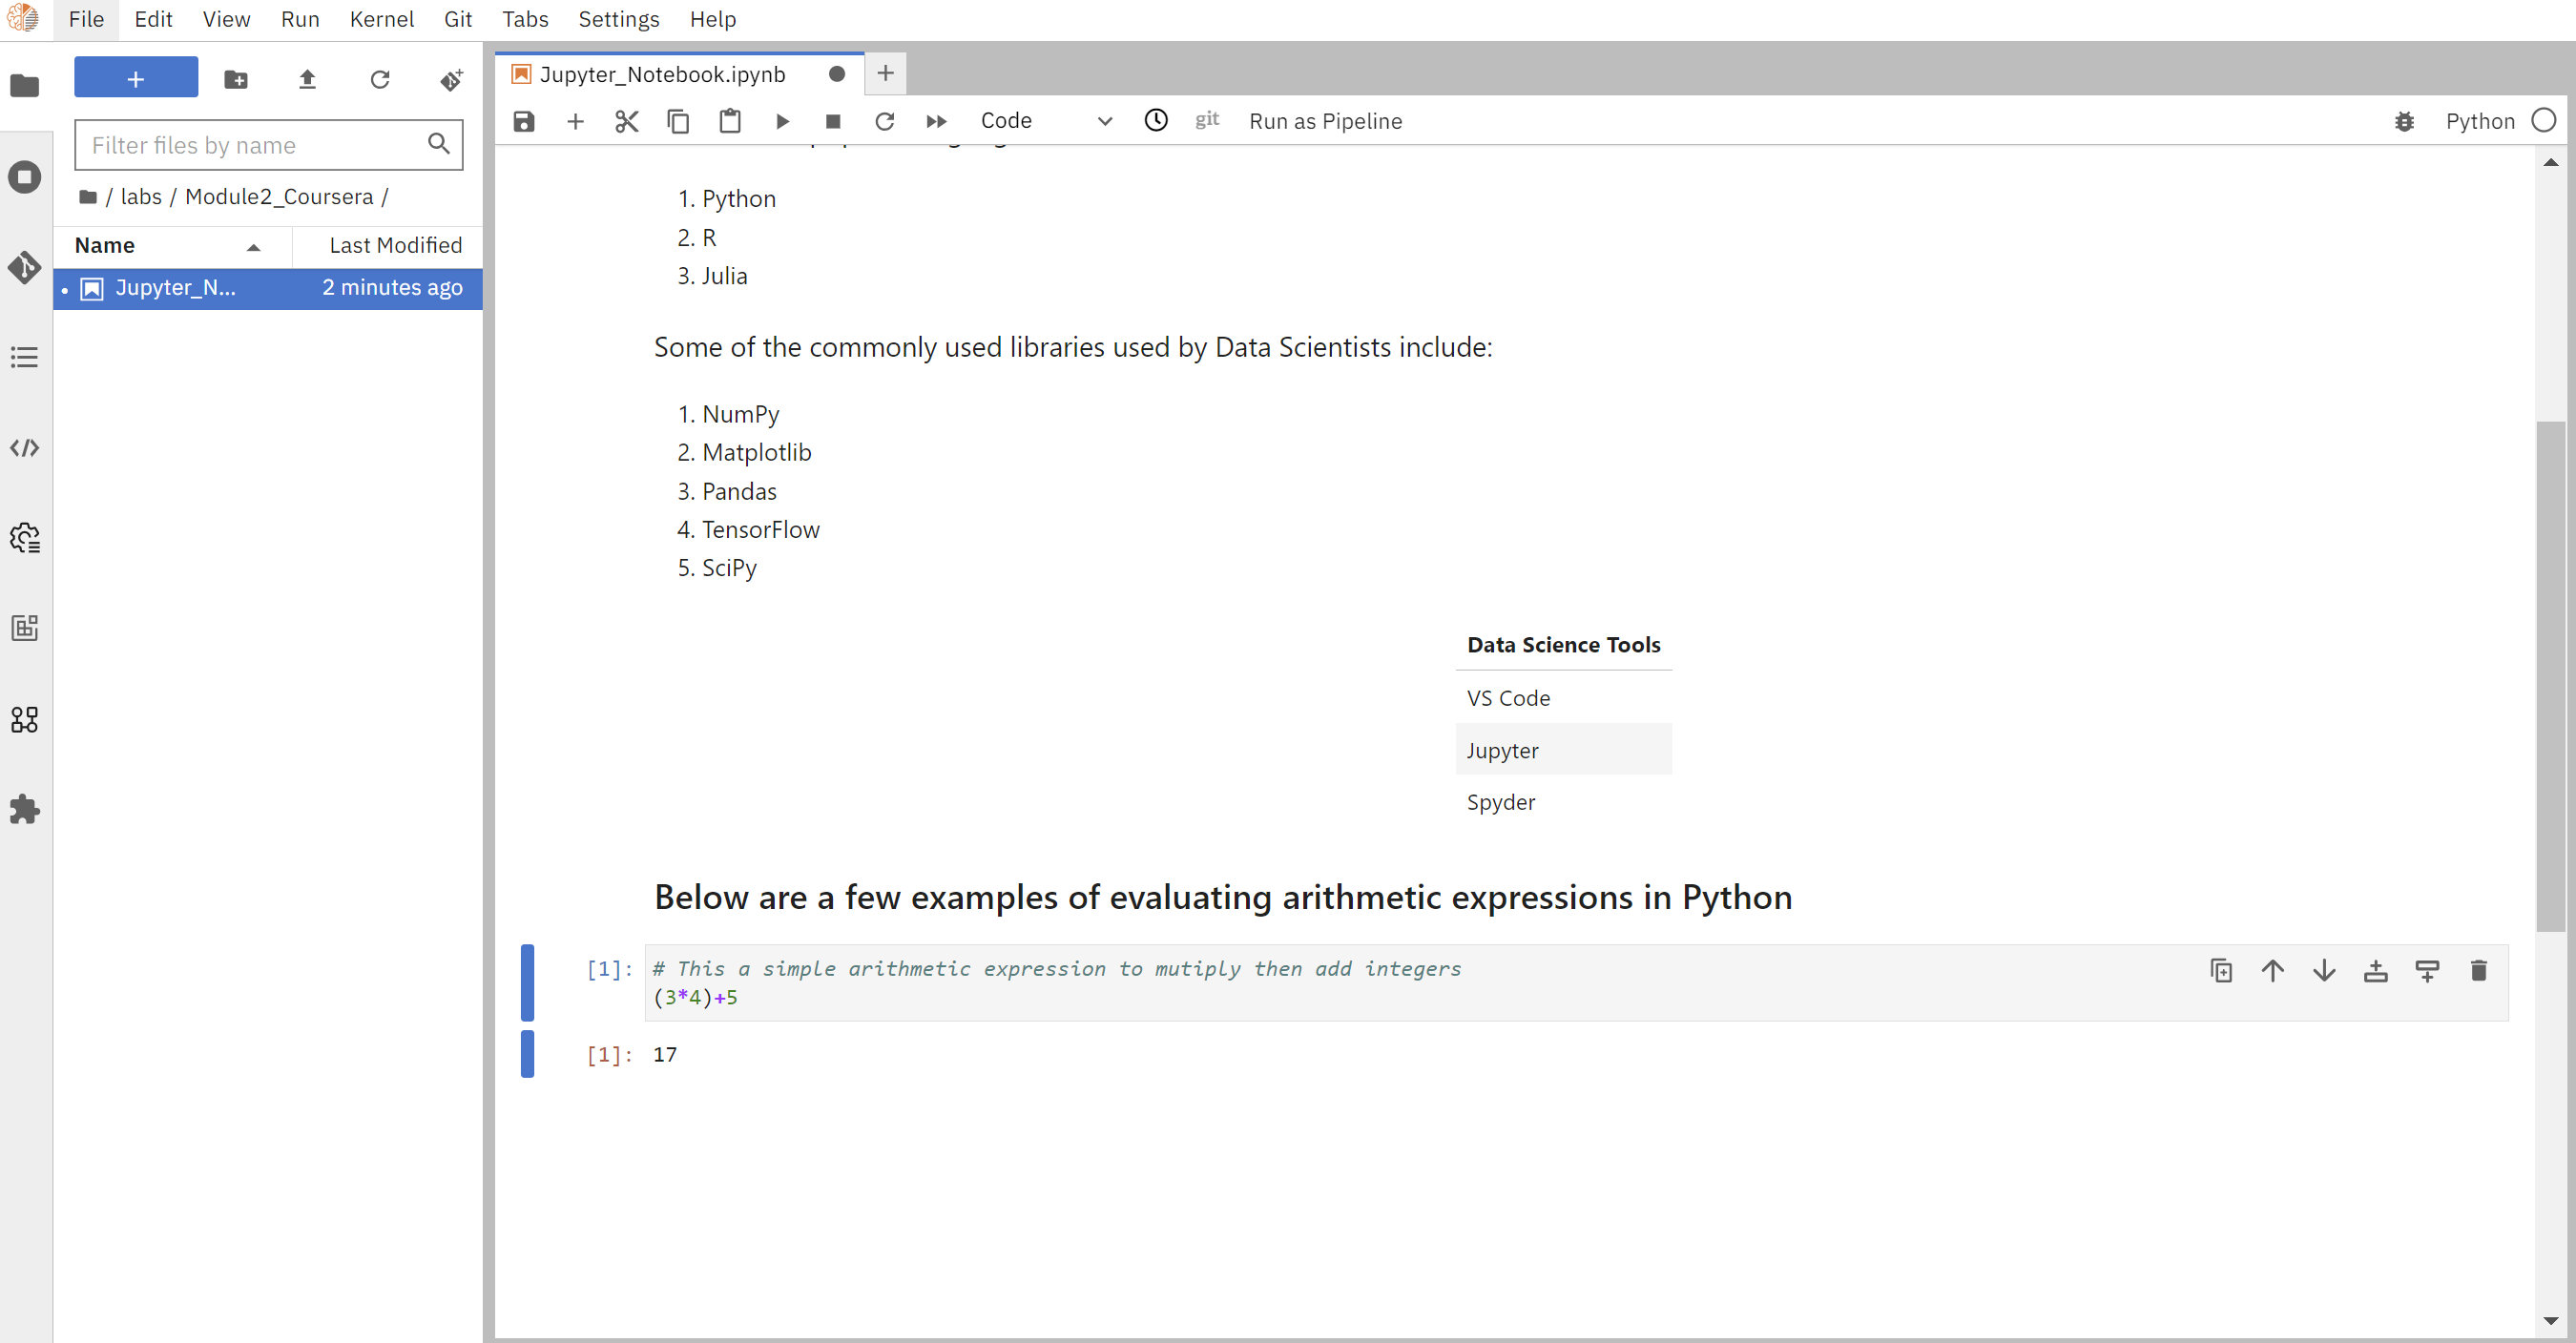 File Edit View Run Kernel Git Tabs Settings Help
Filter files by name
/ labs / Module2_Coursera /
Name Last Modified
Jupyter_N... 2 minutes ago
Jupyter_Notebook.ipynb
Code git Run as Pipeline Python
1. Python
2. R
3. Julia
Some of the commonly used libraries used by Data Scientists include:
1. NumPy
2. Matplotlib
3. Pandas
4. TensorFlow
5. SciPy
Data Science Tools
VS Code
Jupyter
Spyder
Below are a few examples of evaluating arithmetic expressions in Python
[1]: # This a simple arithmetic expression to mutiply then add integers
(3*4)+5
[1]: 17